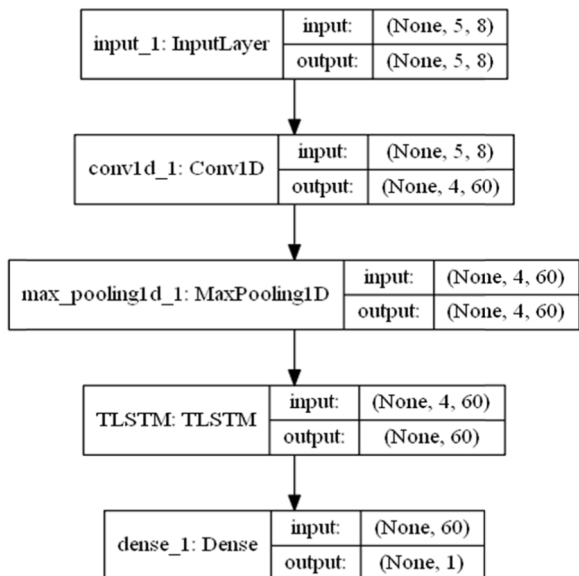 input_1: InputLayer
input: (None, 5, 8)
output: (None, 5, 8)
conv1d_1: Conv1D
input: (None, 5, 8)
output: (None, 4, 60)
max_pooling1d_1: MaxPooling1D
input: (None, 4, 60)
output: (None, 4, 60)
TLSTM: TLSTM
input: (None, 4, 60)
output: (None, 60)
dense_1: Dense
input: (None, 60)
output: (None, 1)